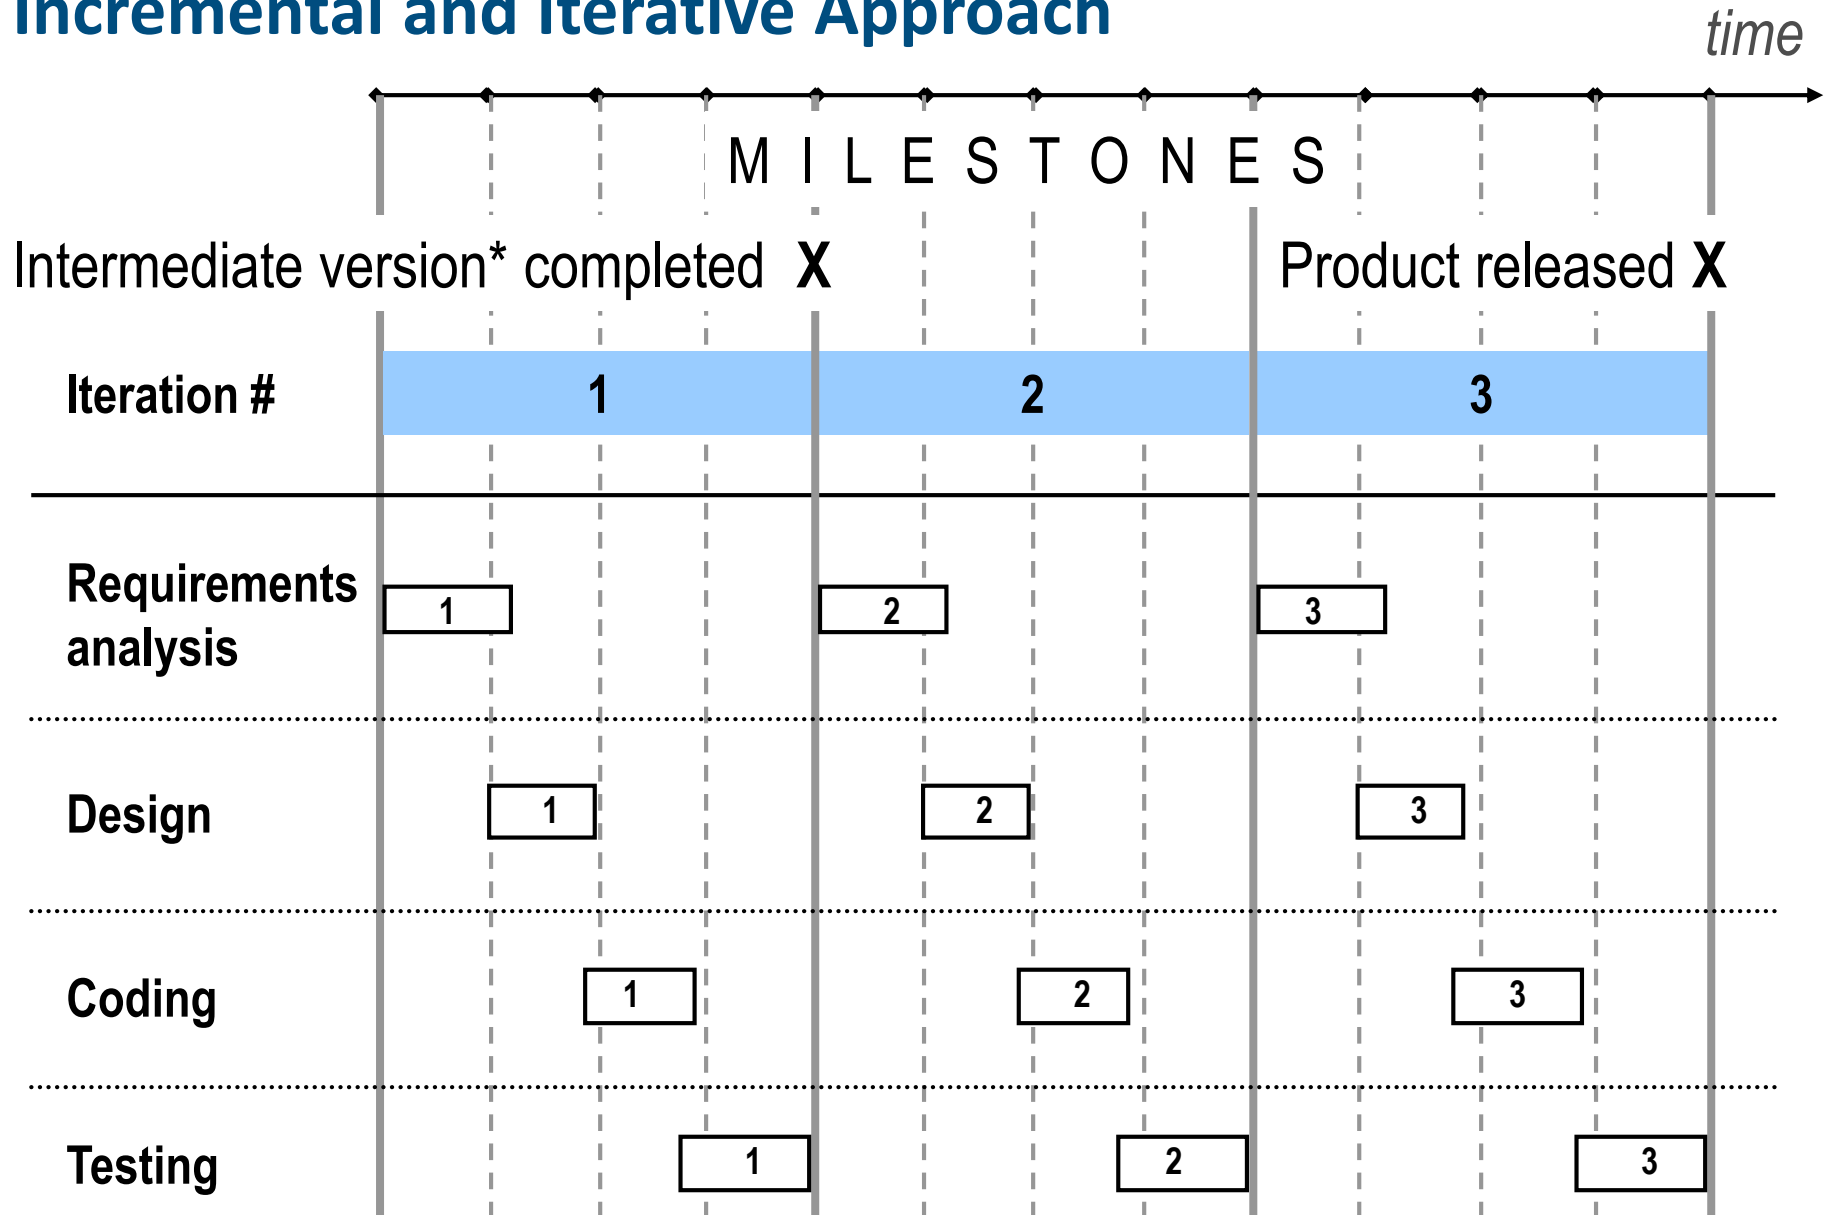 Incremental and Iterative Approach
time
M I L E S T O N E S
Intermediate version* completed X
Product released X
Iteration # 1 2 3
Requirements
analysis
1 2 3
Design 1 2 3
Coding 1 2 3
Testing 1 2 3